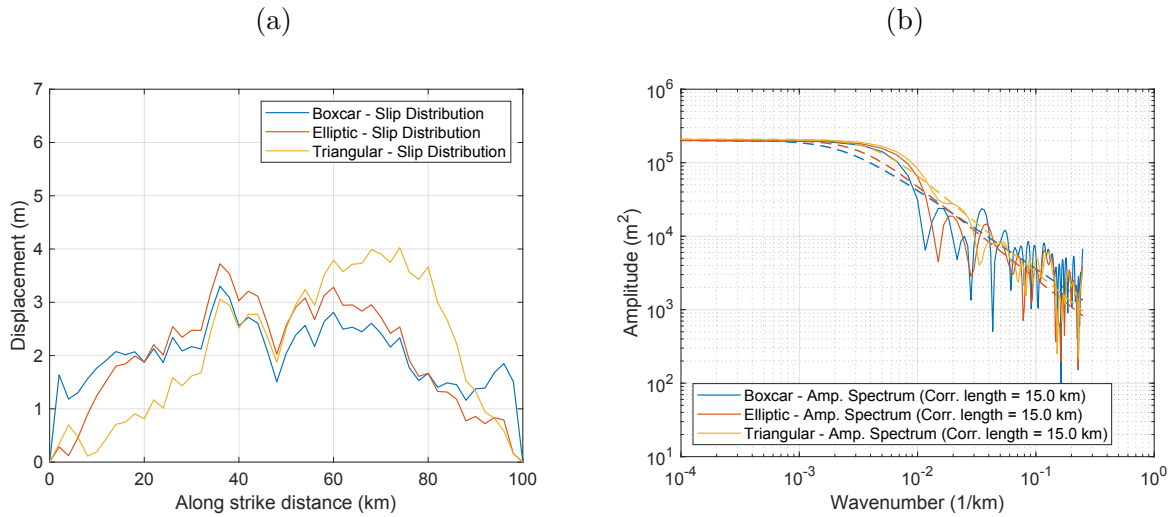 (a)
7
6
5
4
3
2
1
0
0 20 40 60 80 100
Displacement (m)
Along strike distance (km)
Boxcar - Slip Distribution
Elliptic - Slip Distribution
Triangular - Slip Distribution
(b)
10^6
10^5
10^4
10^3
10^2
10^1
10^-4 10^-3 10^-2 10^-1 10^0
Amplitude (m^2)
Wavenumber (1/km)
Boxcar - Amp. Spectrum (Corr. length = 15.0 km)
Elliptic - Amp. Spectrum (Corr. length = 15.0 km)
Triangular - Amp. Spectrum (Corr. length = 15.0 km)